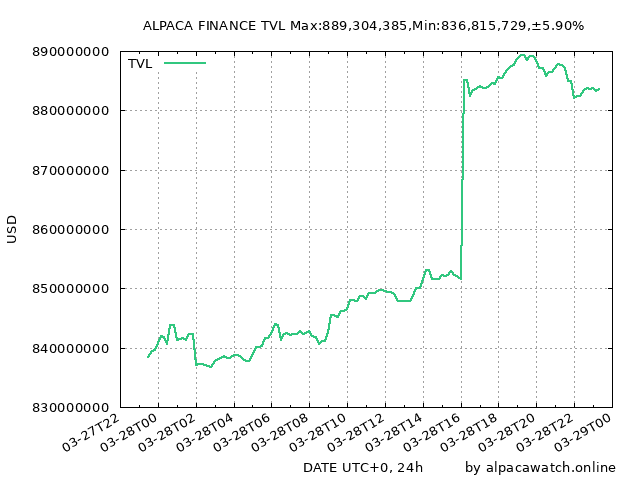 ALPACA FINANCE TVL Max:889,304,385,Min:836,815,729,±5.90%
TVL
890000000
880000000
870000000
860000000
850000000
840000000
830000000
USD
03-27T22
03-28T00
03-28T02
03-28T04
03-28T06
03-28T08
03-28T10
03-28T12
03-28T14
03-28T16
03-28T18
03-28T20
03-28T22
03-29T00
DATE UTC+0, 24h
by alpacawatch.online